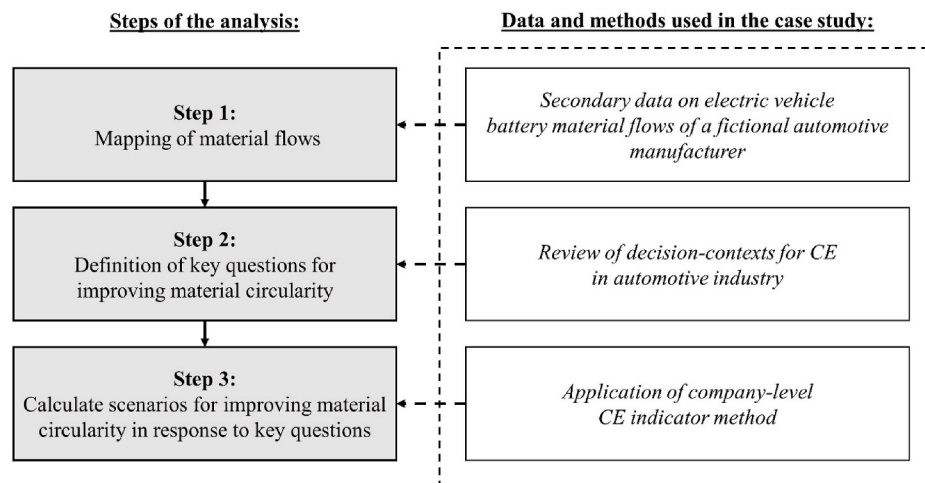 Steps of the analysis:
Data and methods used in the case study:
Step 1:
Mapping of material flows
Secondary data on electric vehicle
battery material flows of a fictional automotive
manufacturer
Step 2:
Definition of key questions for
improving material circularity
Review of decision-contexts for CE
in automotive industry
Step 3:
Calculate scenarios for improving material
circularity in response to key questions
Application of company-level
CE indicator method